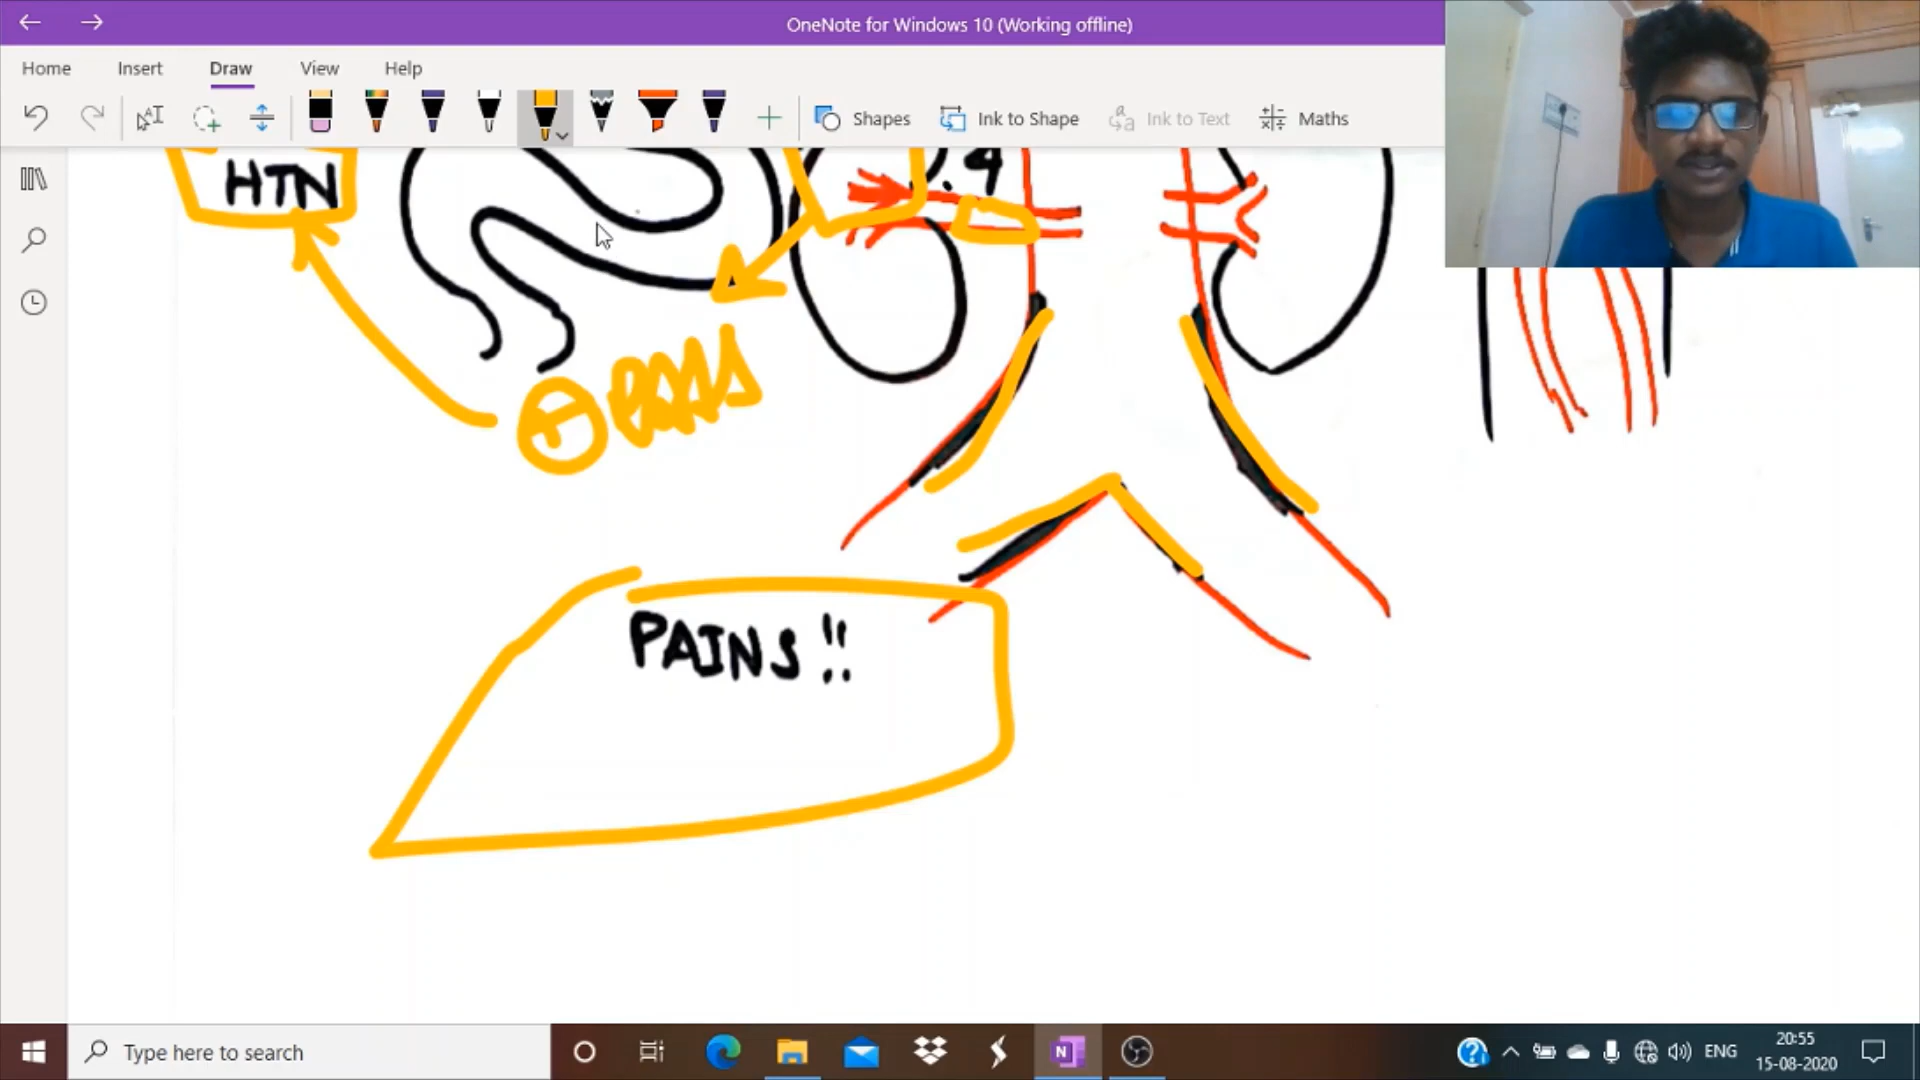 OneNote for Windows 10 (Working offline)
Home Insert Draw View Help
Shapes Ink to Shape Ink to Text Maths
HTN
PAINS !!
Type here to search
ENG
20:55
15-08-2020